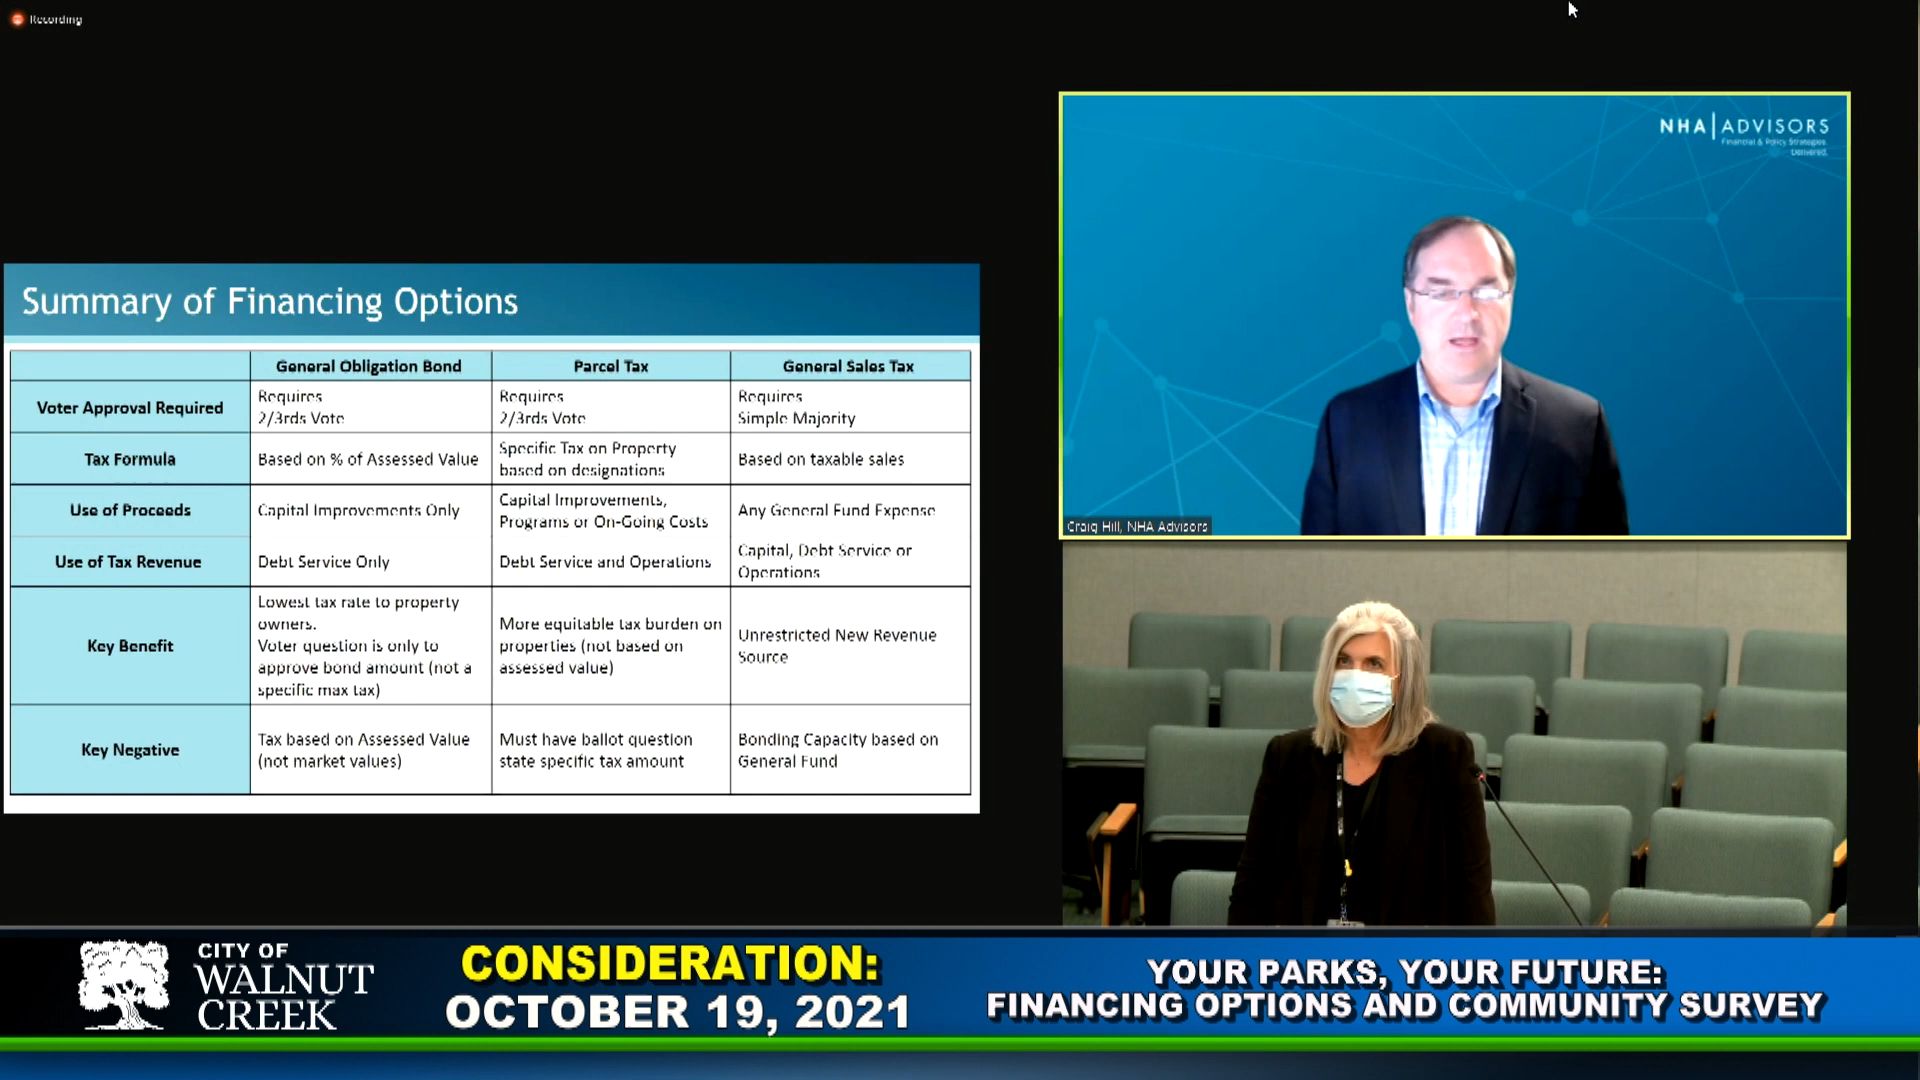 Recording
Summary of Financing Options
General Obligation Bond
Parcel Tax
General Sales Tax
Voter Approval Required
Requires
2/3rds Vote
Requires
2/3rds Vote
Requires
Simple Majority
Tax Formula
Based on % of Assessed Value
Specific Tax on Property
based on designations
Based on taxable sales
Use of Proceeds
Capital Improvements Only
Capital Improvements,
Programs or On-Going Costs
Any General Fund Expense
Use of Tax Revenue
Debt Service Only
Debt Service and Operations
Capital, Debt Service or
Operations
Key Benefit
Lowest tax rate to property
owners.
Voter question is only to
approve bond amount (not a
specific max tax)
More equitable tax burden on
properties (not based on
assessed value)
Unrestricted New Revenue
Source
Key Negative
Tax based on Assessed Value
(not market values)
Must have ballot question
state specific tax amount
Bonding Capacity based on
General Fund
NHA | ADVISORS
Financial & Policy Strategies.
Delivered.
Craig Hill, NHA Advisors
CITY OF
WALNUT
CREEK
CONSIDERATION:
OCTOBER 19, 2021
YOUR PARKS, YOUR FUTURE:
FINANCING OPTIONS AND COMMUNITY SURVEY